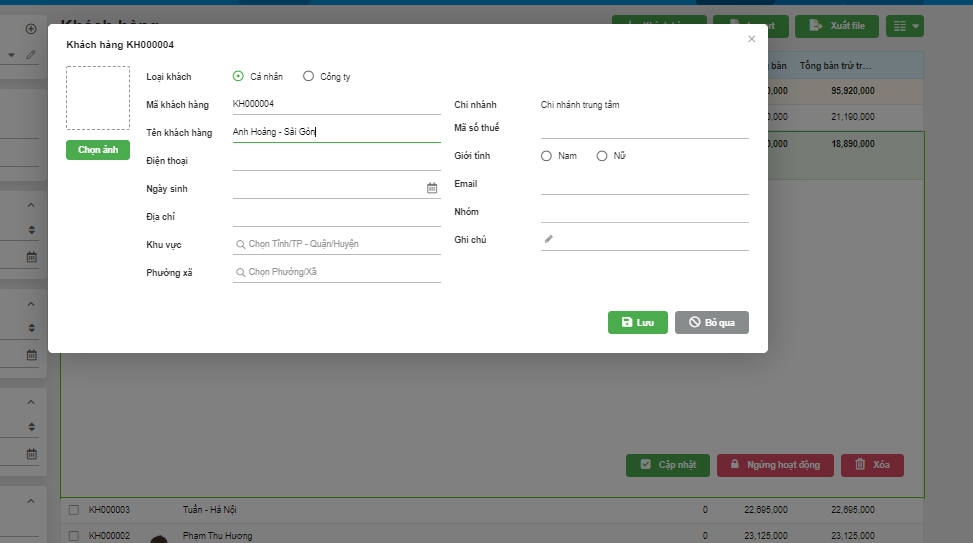 Khách hàng
Xuất file
Khách hàng KH000004
Loại khách
Cá nhân
Công ty
Mã khách hàng
KH000004
Tên khách hàng
Anh Hoàng - Sài Gòn
Chọn ảnh
Điện thoại
Ngày sinh
Địa chỉ
Khu vực
Chọn Tỉnh/TP - Quận/Huyện
Phường xã
Chọn Phường/Xã
Chi nhánh
Chi nhánh trung tâm
Mã số thuế
Giới tính
Nam
Nữ
Email
Nhóm
Ghi chú
Lưu
Bỏ qua
bán
Tổng bán trừ tr...
95,920,000
21,190,000
18,890,000
Cập nhật
Ngừng hoạt động
Xóa
KH000003 Tuấn - Hà Nội 0 22,695,000 22,695,000
KH000002 Phạm Thu Hương 0 23,125,000 23,125,000